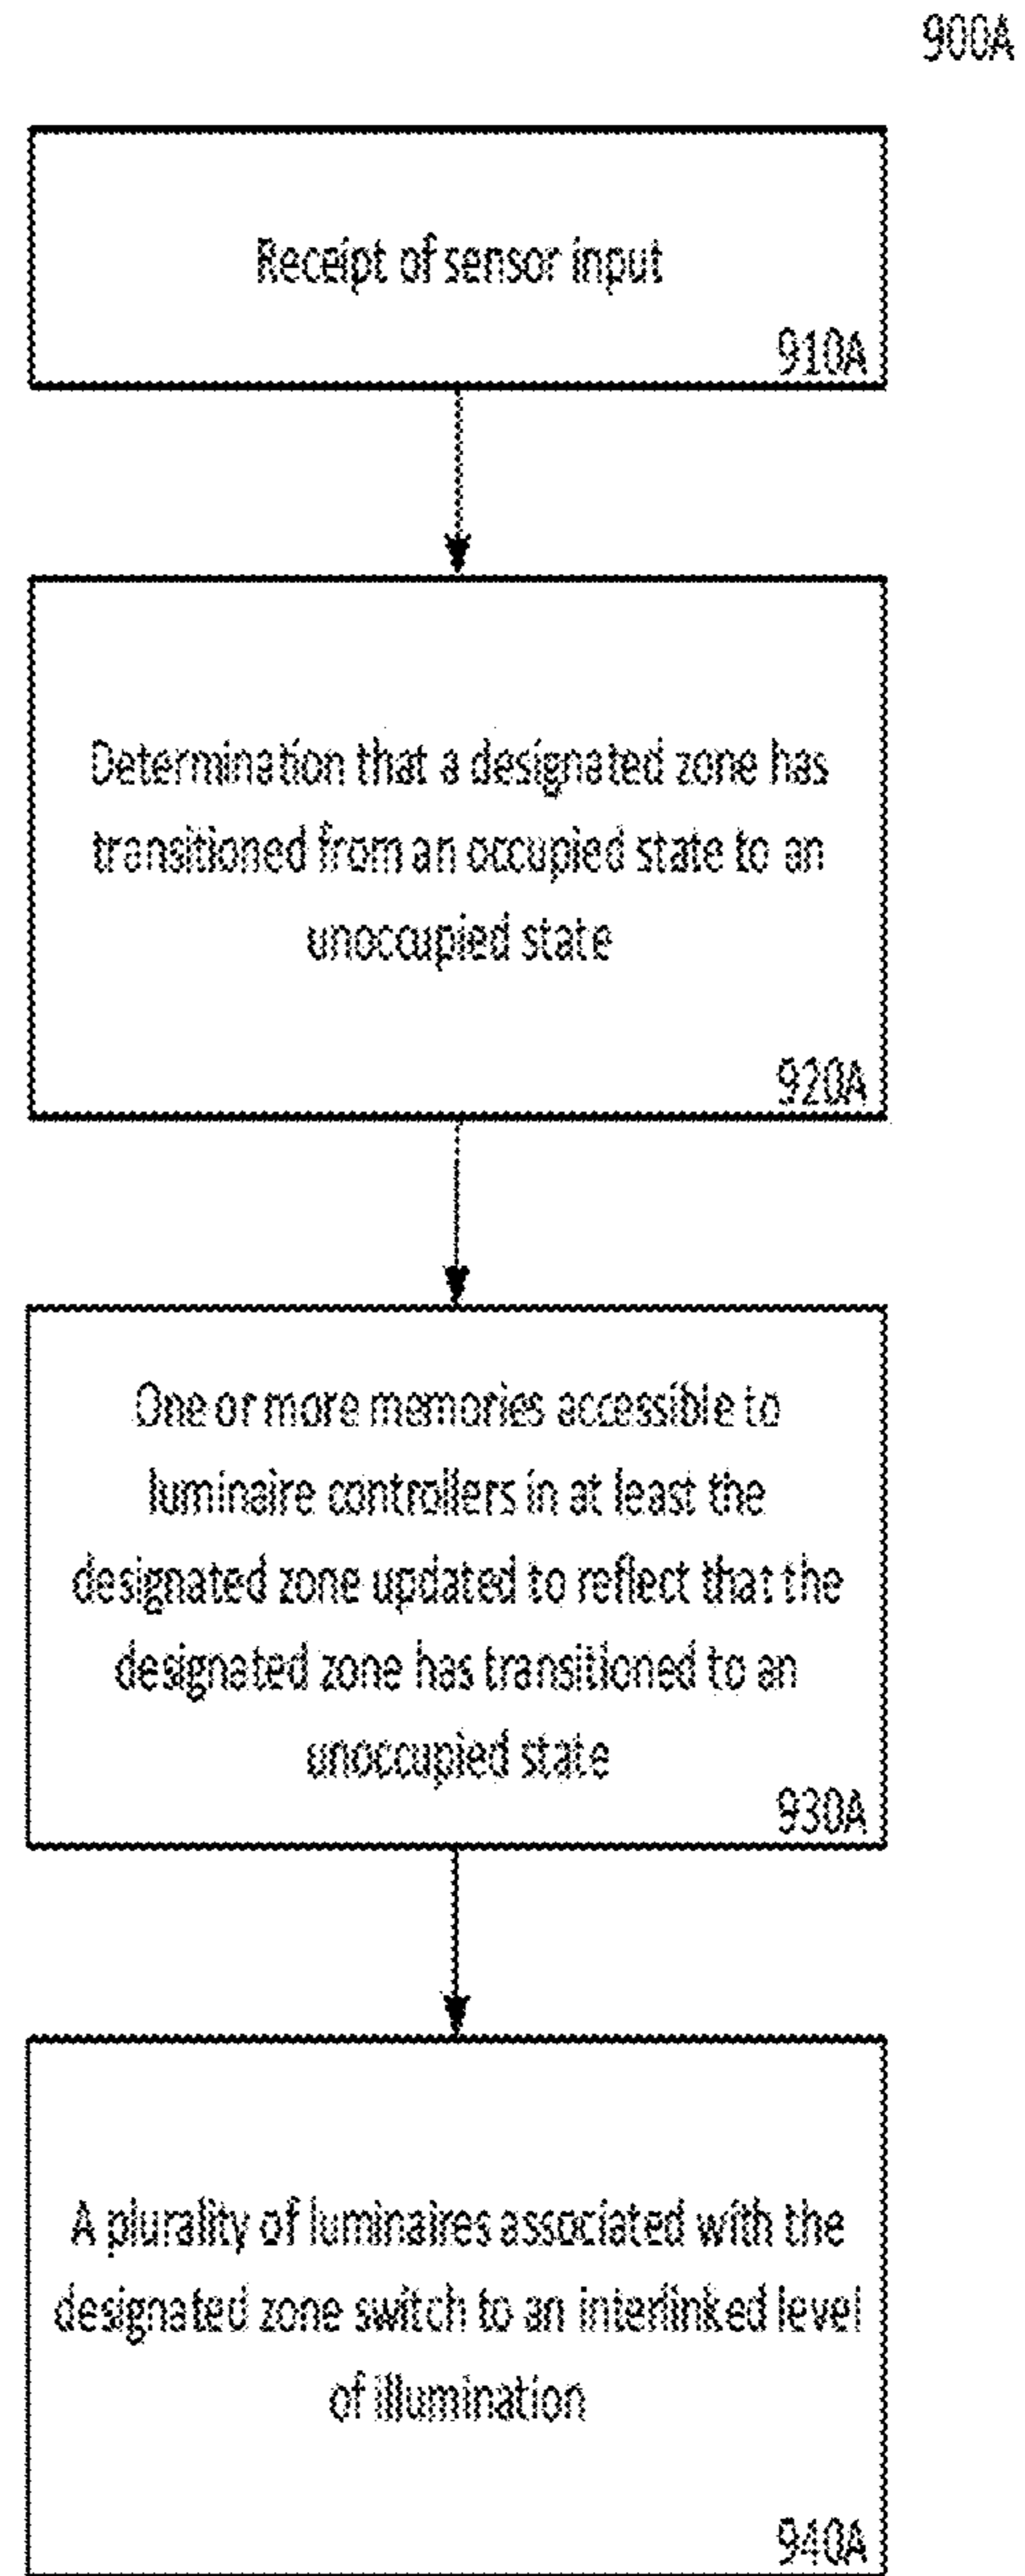 900A
Receipt of sensor input
910A
Determination that a designated zone has
transitioned from an occupied state to an
unoccupied state
920A
One or more memories accessible to
luminaire controllers in at least the
designated zone updated to reflect that the
designated zone has transitioned to an
unoccupied state
930A
A plurality of luminaires associated with the
designated zone switch to an interlinked level
of illumination
940A